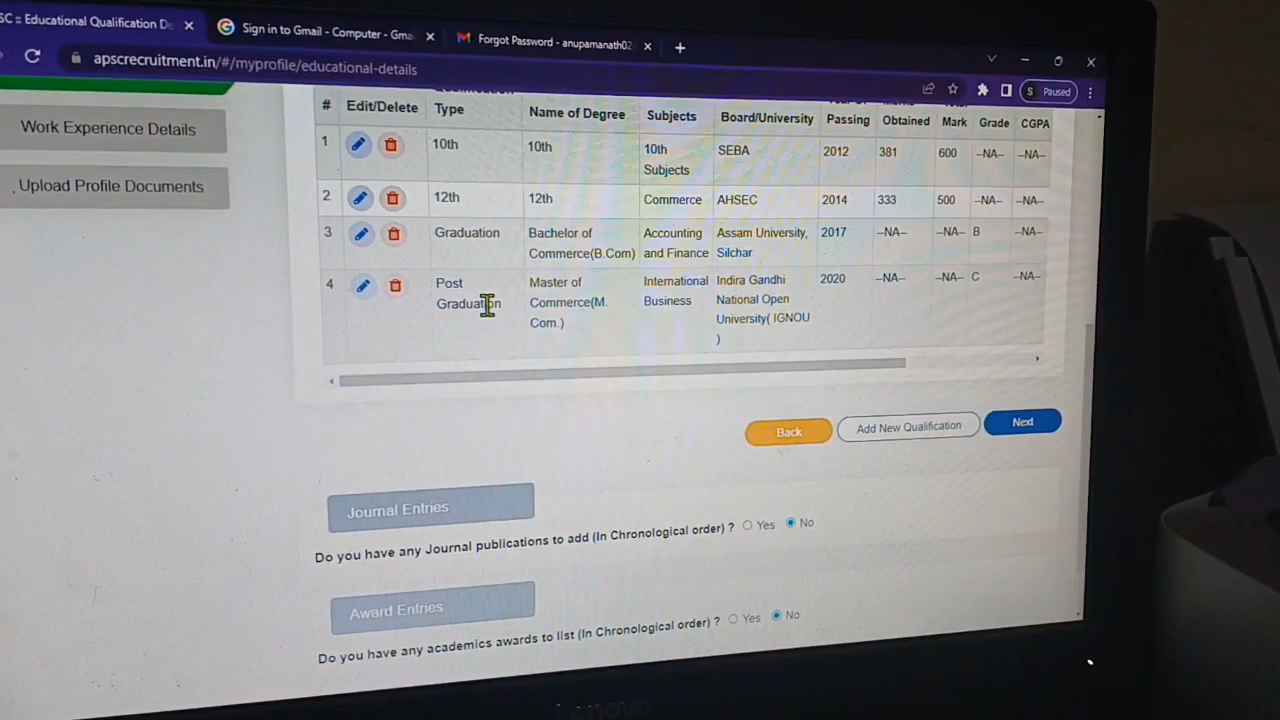 SC :: Educational Qualification De
Sign in to Gmail - Computer - Gma
Forgot Password - anupamanath02
apscrecruitment.in/#/myprofile/educational-details
S Paused
Work Experience Details
Upload Profile Documents
# Edit/Delete Type Name of Degree Subjects Board/University Passing Obtained Mark Grade CGPA
1 10th 10th 10th Subjects SEBA 2012 381 600 --NA-- --NA--
2 12th 12th Commerce AHSEC 2014 333 500 --NA-- --NA--
3 Graduation Bachelor of Commerce(B.Com) Accounting and Finance Assam University, Silchar 2017 --NA-- --NA-- B --NA--
4 Post Graduation Master of Commerce(M. Com.) International Business Indira Gandhi National Open University( IGNOU ) 2020 --NA-- --NA-- C --NA--
Back
Add New Qualification
Next
Journal Entries
Do you have any Journal publications to add (In Chronological order) ? Yes No
Award Entries
Do you have any academics awards to list (In Chronological order) ? Yes No
Lenovo